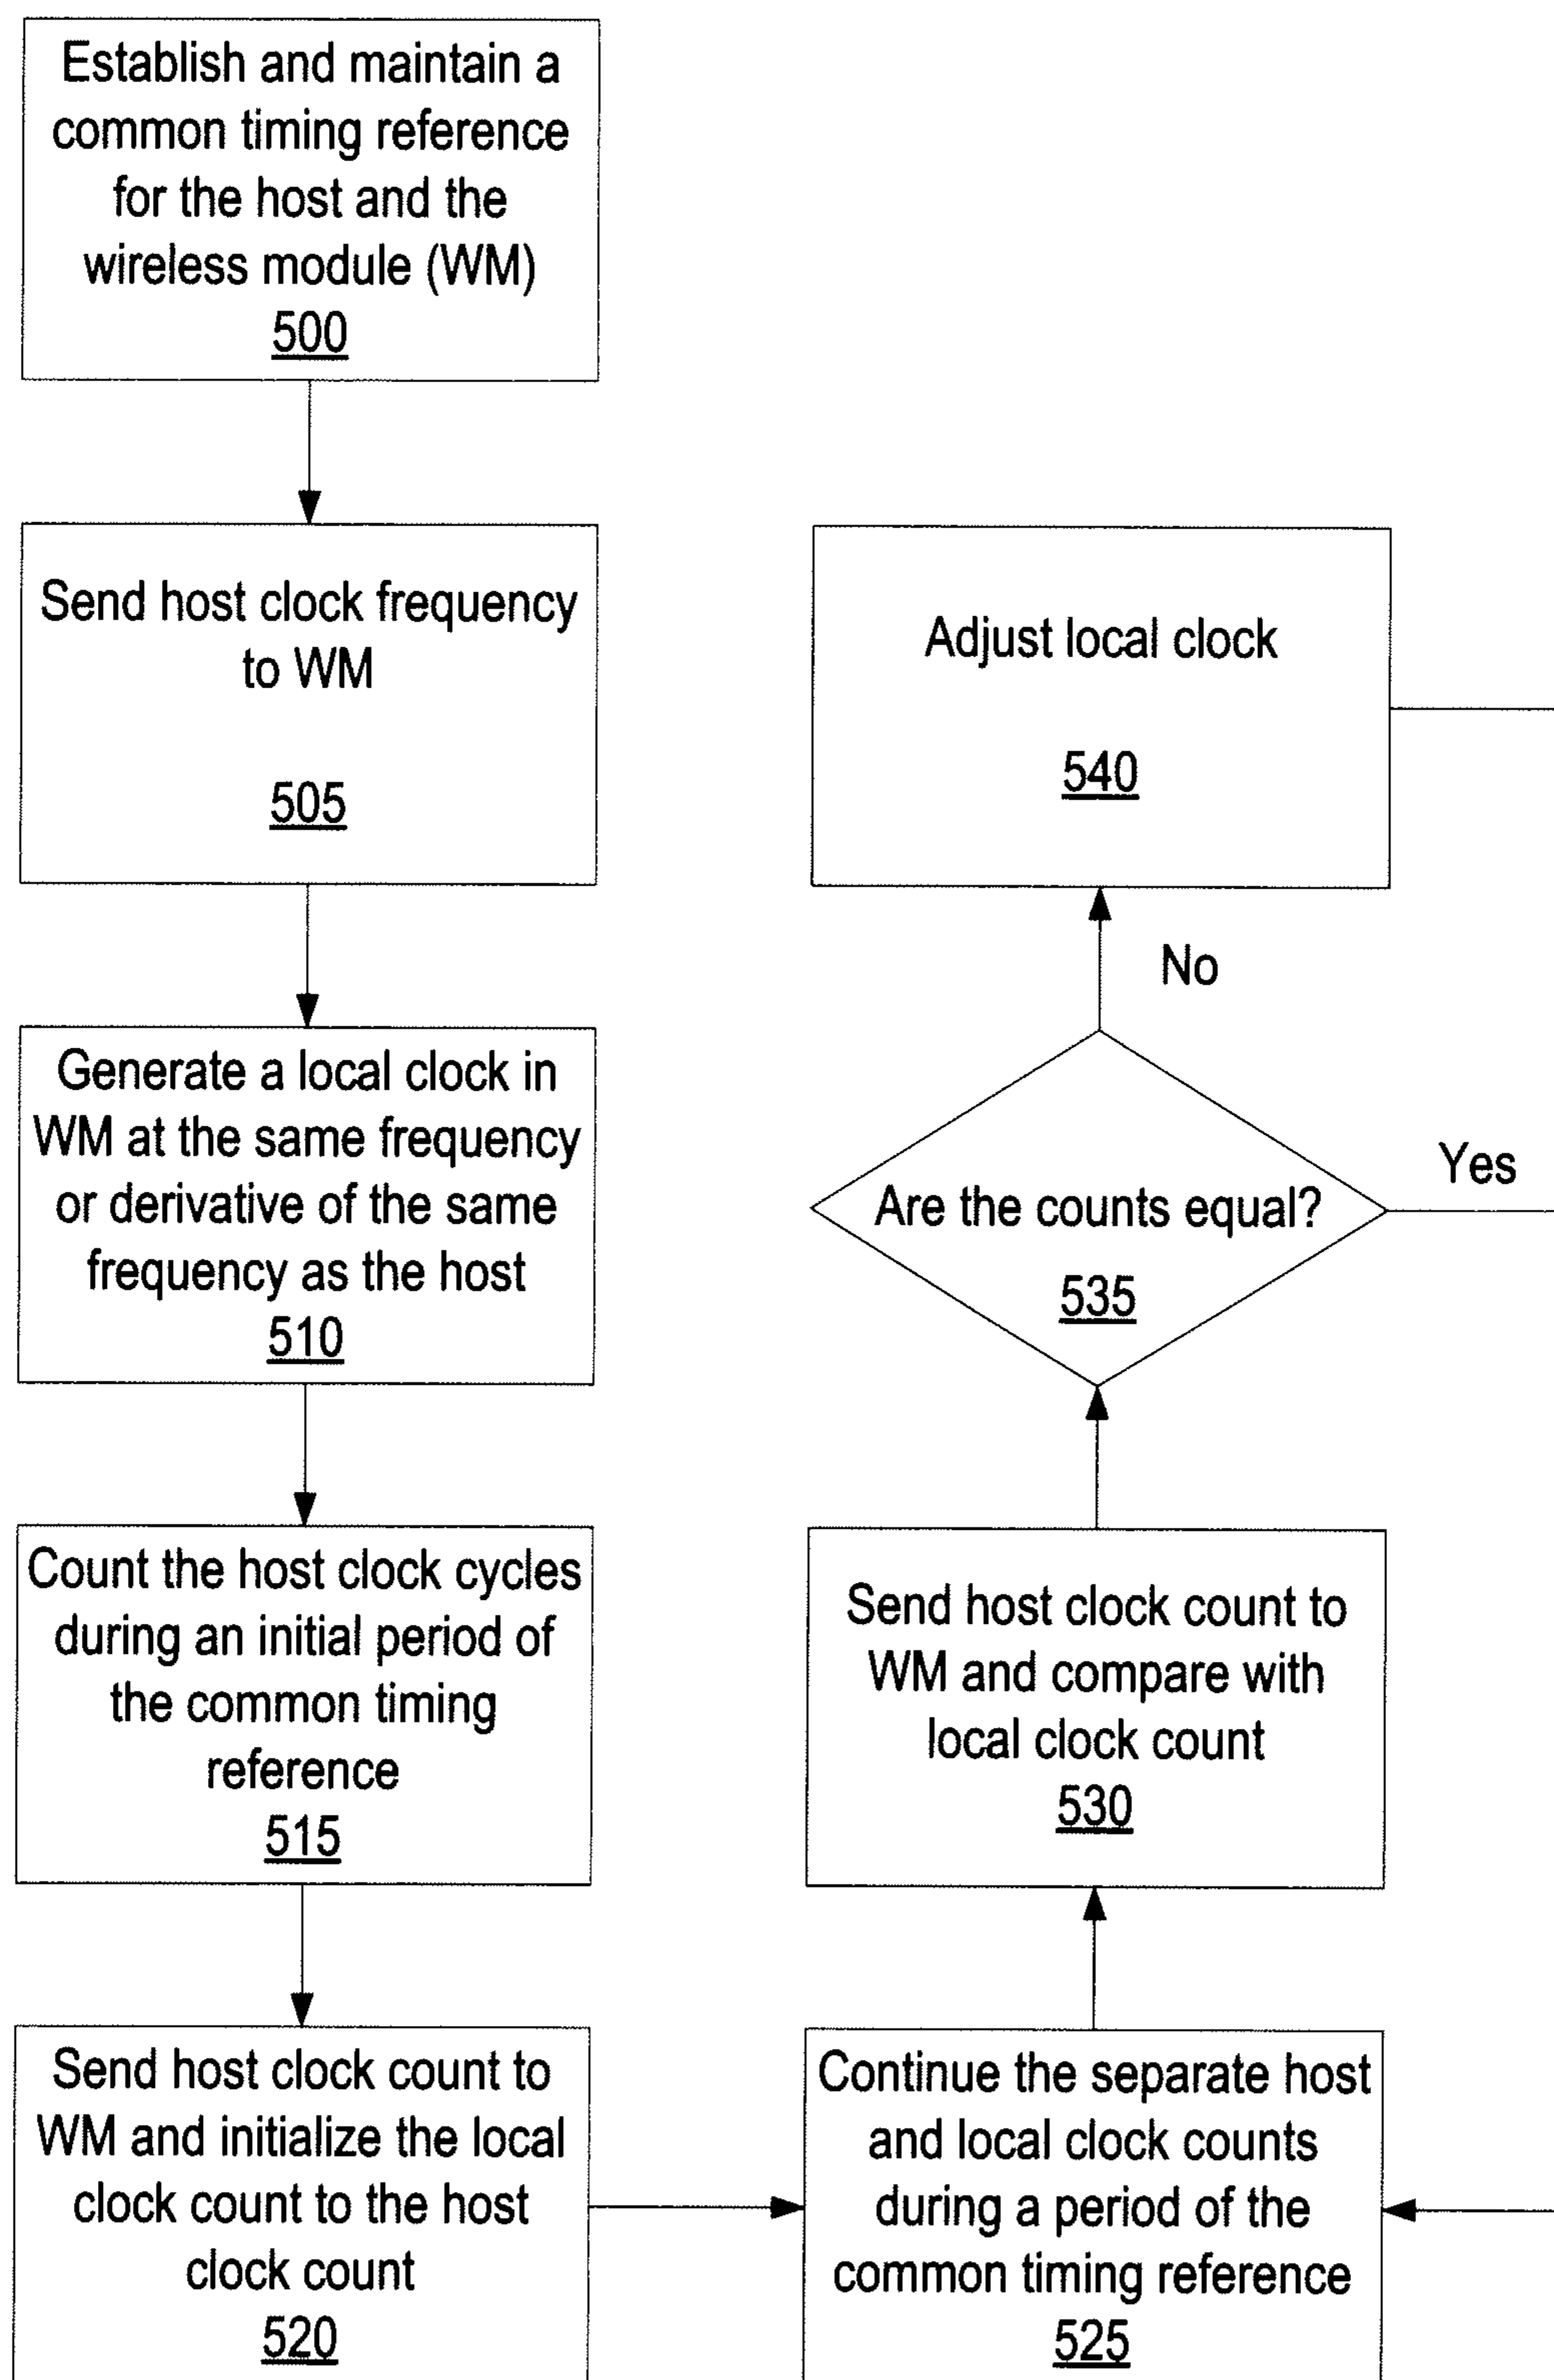 Establish and maintain a
common timing reference
for the host and the
wireless module (WM)
500
Send host clock frequency
to WM
505
Generate a local clock in
WM at the same frequency
or derivative of the same
frequency as the host
510
Count the host clock cycles
during an initial period of
the common timing
reference
515
Send host clock count to
WM and initialize the local
clock count to the host
clock count
520
Continue the separate host
and local clock counts
during a period of the
common timing reference
525
Send host clock count to
WM and compare with
local clock count
530
Are the counts equal?
535
Yes
No
Adjust local clock
540